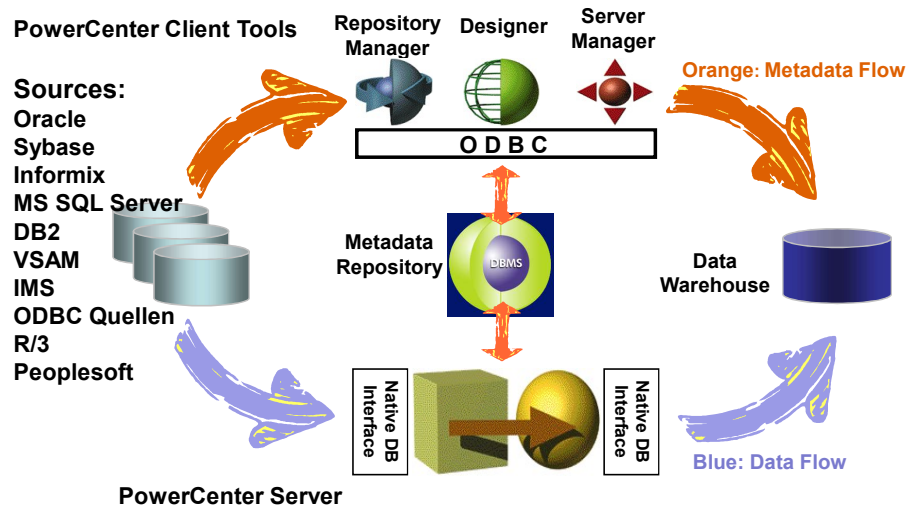 PowerCenter Client Tools
Repository
Manager
Designer
Server
Manager
Orange: Metadata Flow
Sources:
Oracle
Sybase
Informix
MS SQL Server
DB2
VSAM
IMS
ODBC Quellen
R/3
Peoplesoft
O D B C
Metadata
Repository
DBMS
Data
Warehouse
Native DB
Interface
Native DB
Interface
Blue: Data Flow
PowerCenter Server